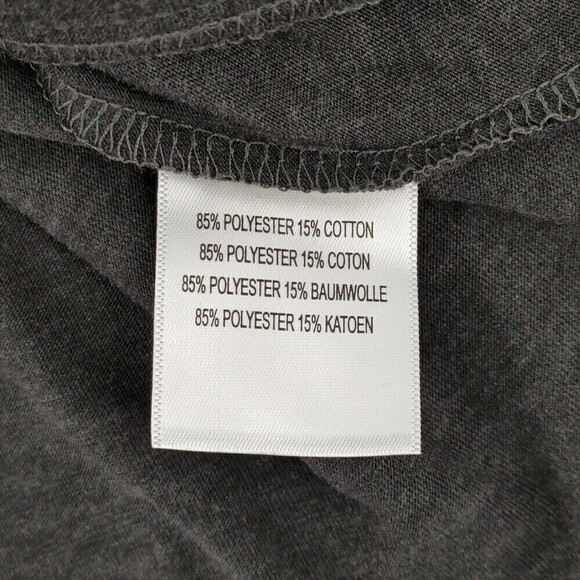 85% POLYESTER 15% COTTON
85% POLYESTER 15% COTON
85% POLYESTER 15% BAUMWOLLE
85% POLYESTER 15% KATOEN